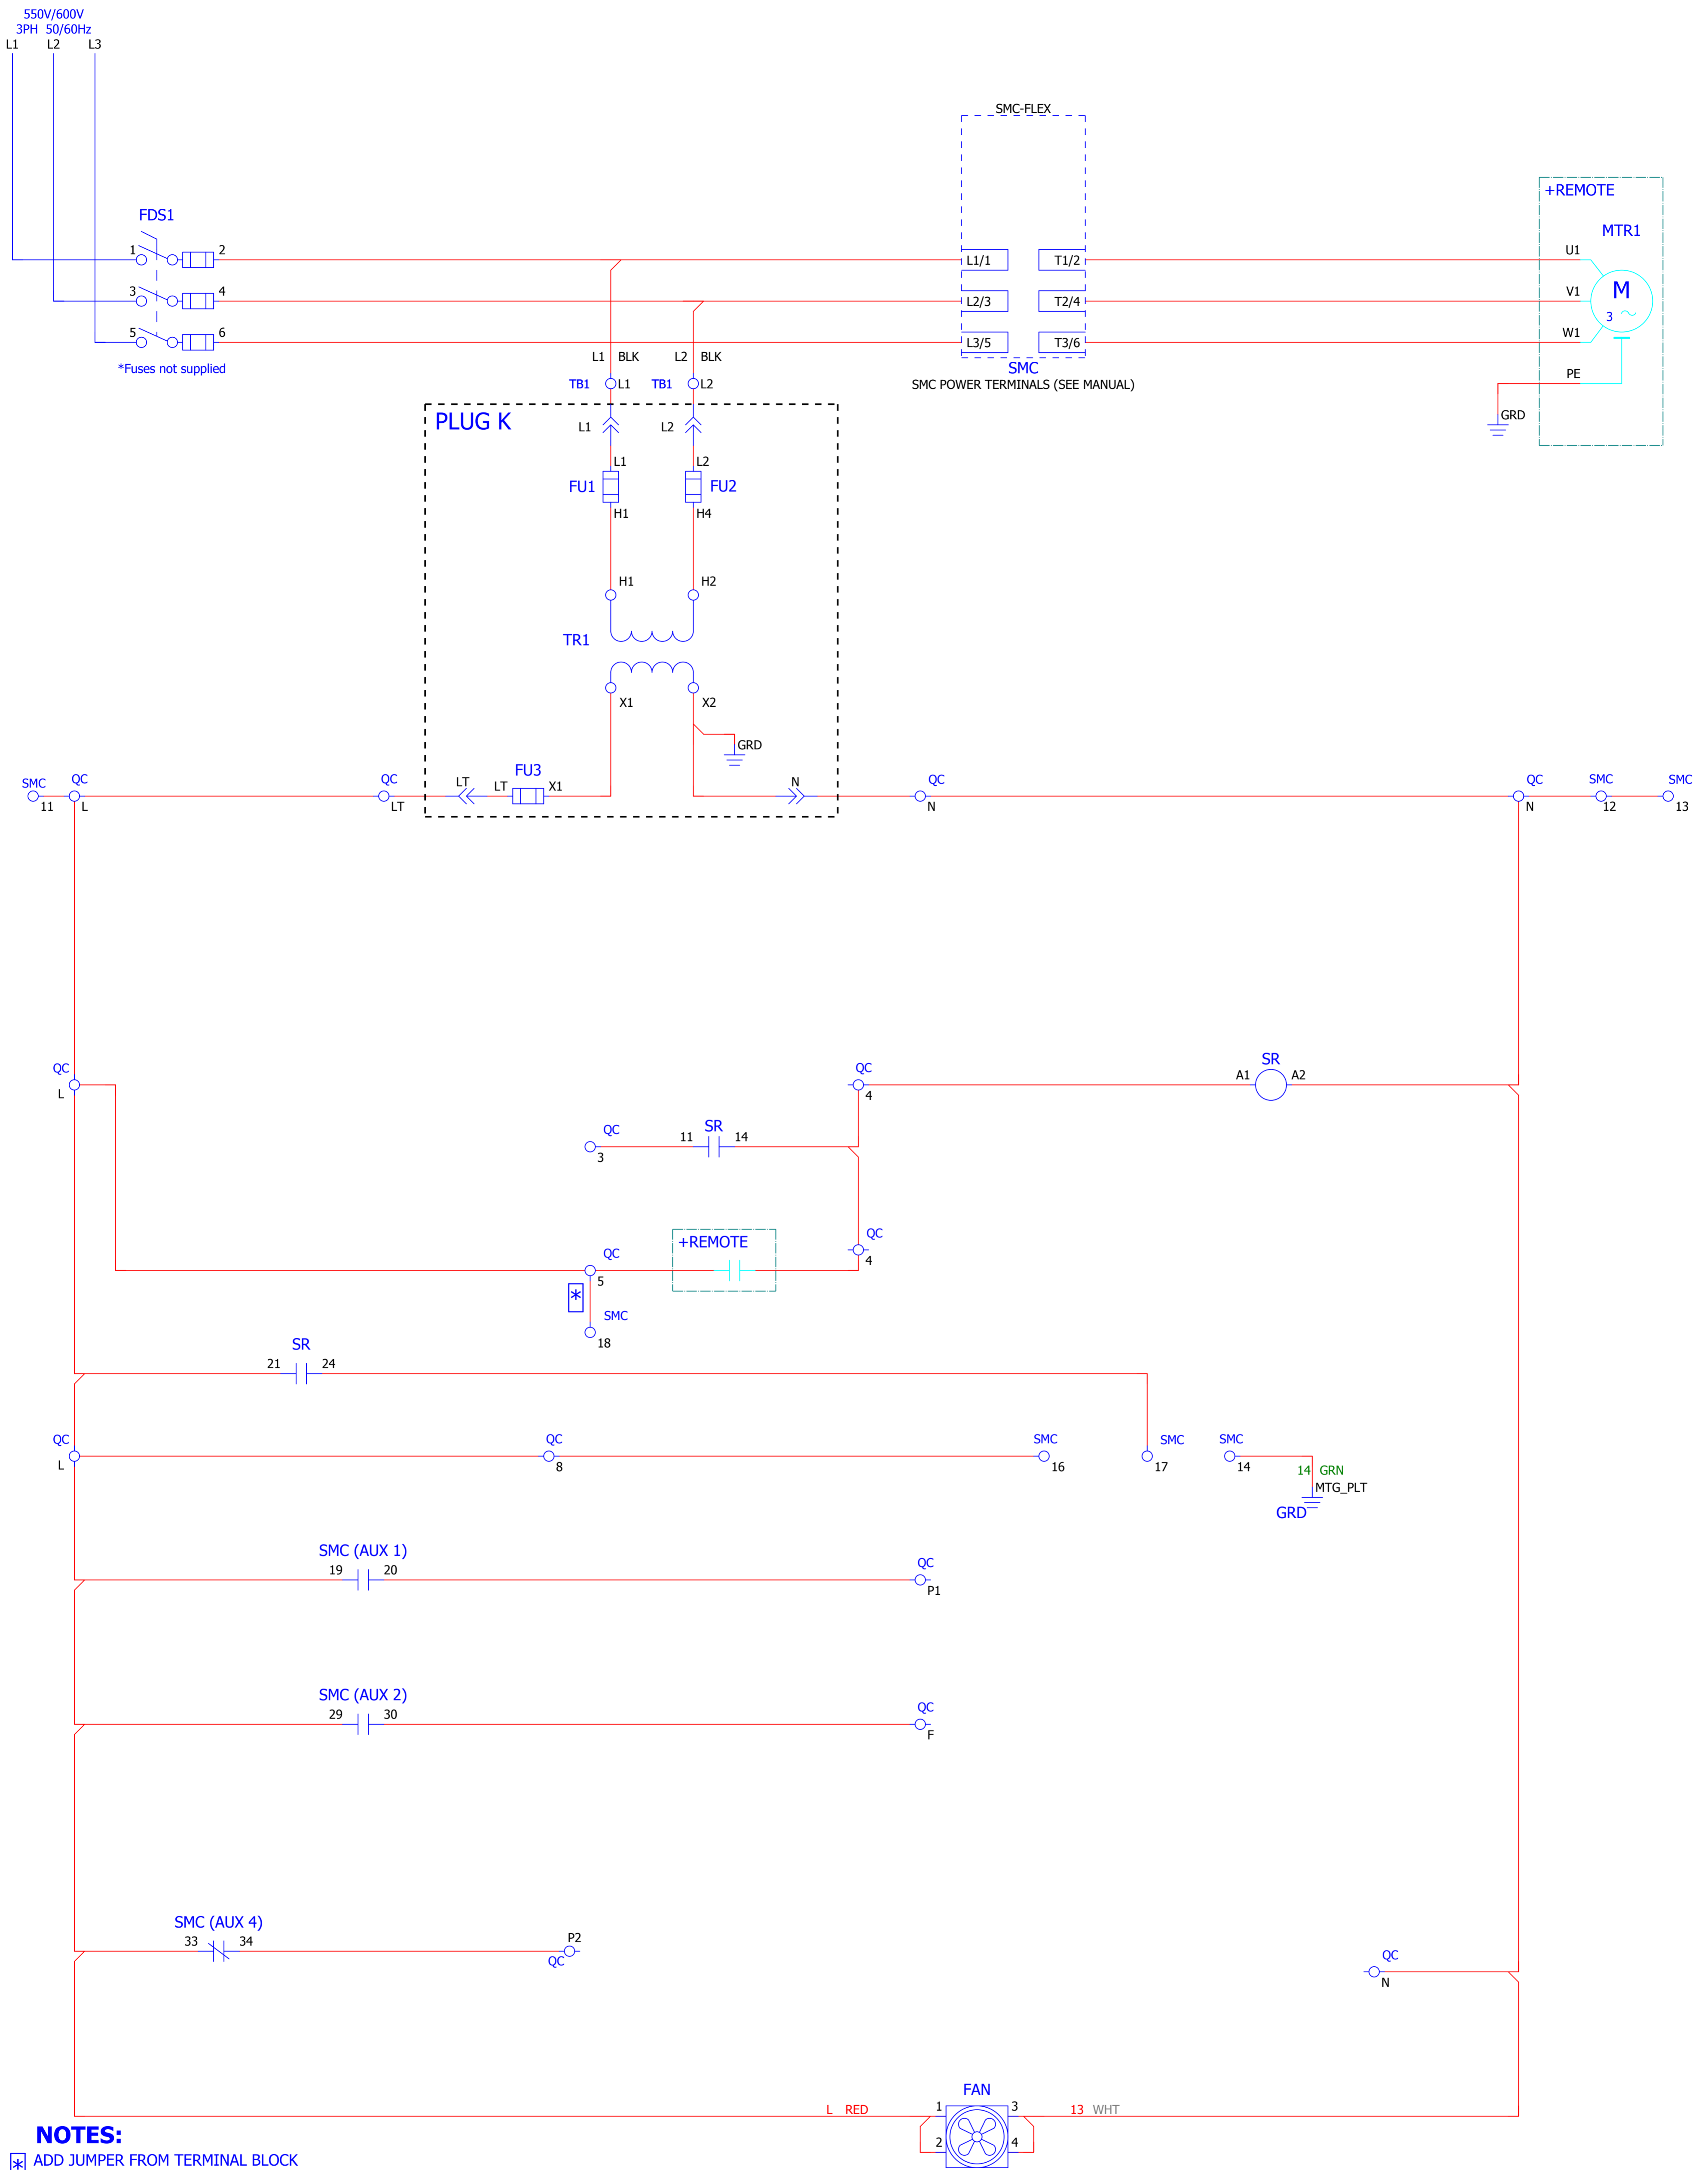 550V/600V
3PH 50/60Hz
L1 L2 L3
SMC-FLEX
+REMOTE
FDS1
MTR1
1 2 L1/1 T1/2 U1
3 4 L2/3 T2/4 V1 M
3
5 6 L3/5 T3/6 W1
*Fuses not supplied
L1 BLK L2 BLK
SMC
SMC POWER TERMINALS (SEE MANUAL)
PE
TB1 L1 TB1 L2
GRD
PLUG K
L1 L2
L1 L2
FU1 FU2
H1 H4
H1 H2
TR1
X1 X2
GRD
SMC QC QC LT LT FU3 X1 N QC QC SMC SMC
11 L LT N N 12 13
QC QC SR
L 4 A1 A2
QC 11 SR 14
3
+REMOTE QC
4
QC
5
*
SMC
18
SR
21 24
QC QC SMC SMC SMC
L 8 16 17 14
14 GRN
MTG_PLT
GRD
SMC (AUX 1)
19 20 QC
P1
SMC (AUX 2)
29 30 QC
F
SMC (AUX 4)
33 34 P2
QC
QC
N
FAN
L RED 1 3 13 WHT
2 4
NOTES:
* ADD JUMPER FROM TERMINAL BLOCK